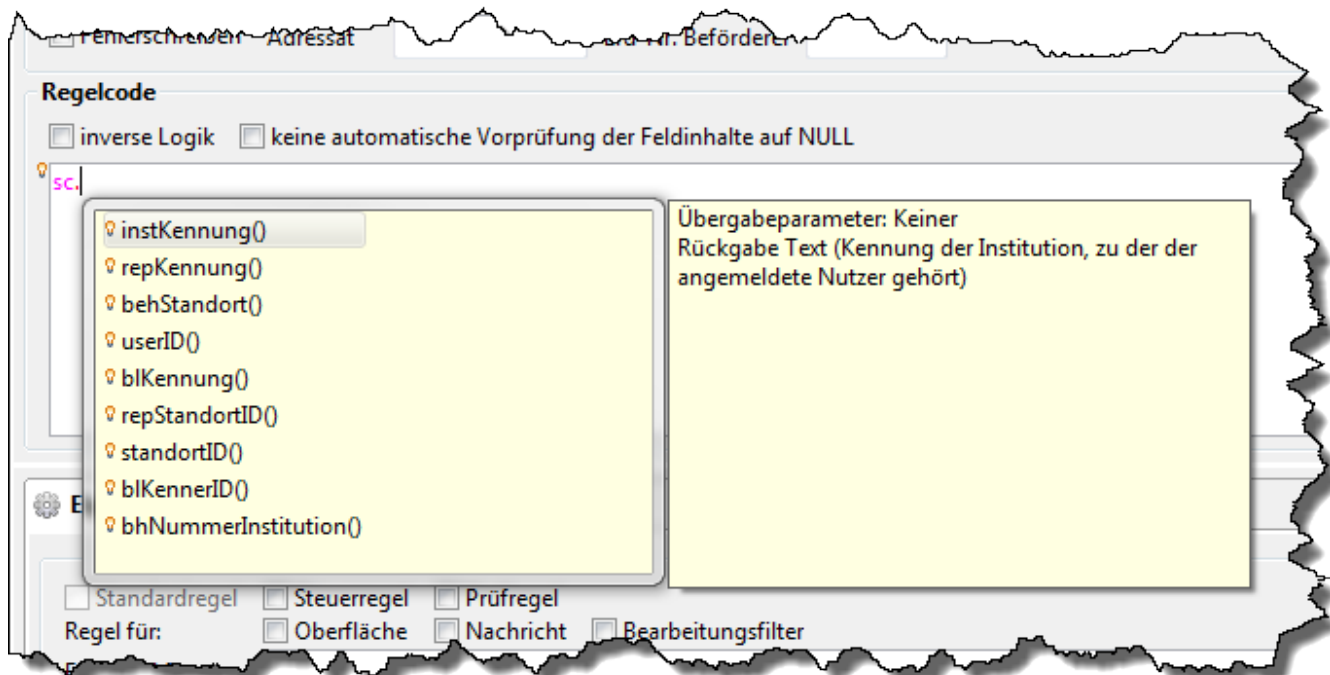 Adressat Beförderer
Regelcode
inverse Logik keine automatische Vorprüfung der Feldinhalte auf NULL
sc.
instKennung()
repKennung()
behStandort()
userID()
blKennung()
repStandortID()
standortID()
blKennerID()
bhNummerInstitution()
Übergabeparameter: Keiner
Rückgabe Text (Kennung der Institution, zu der der
angemeldete Nutzer gehört)
E
Standardregel Steuerregel Prüfregel
Regel für: Oberfläche Nachricht Bearbeitungsfilter